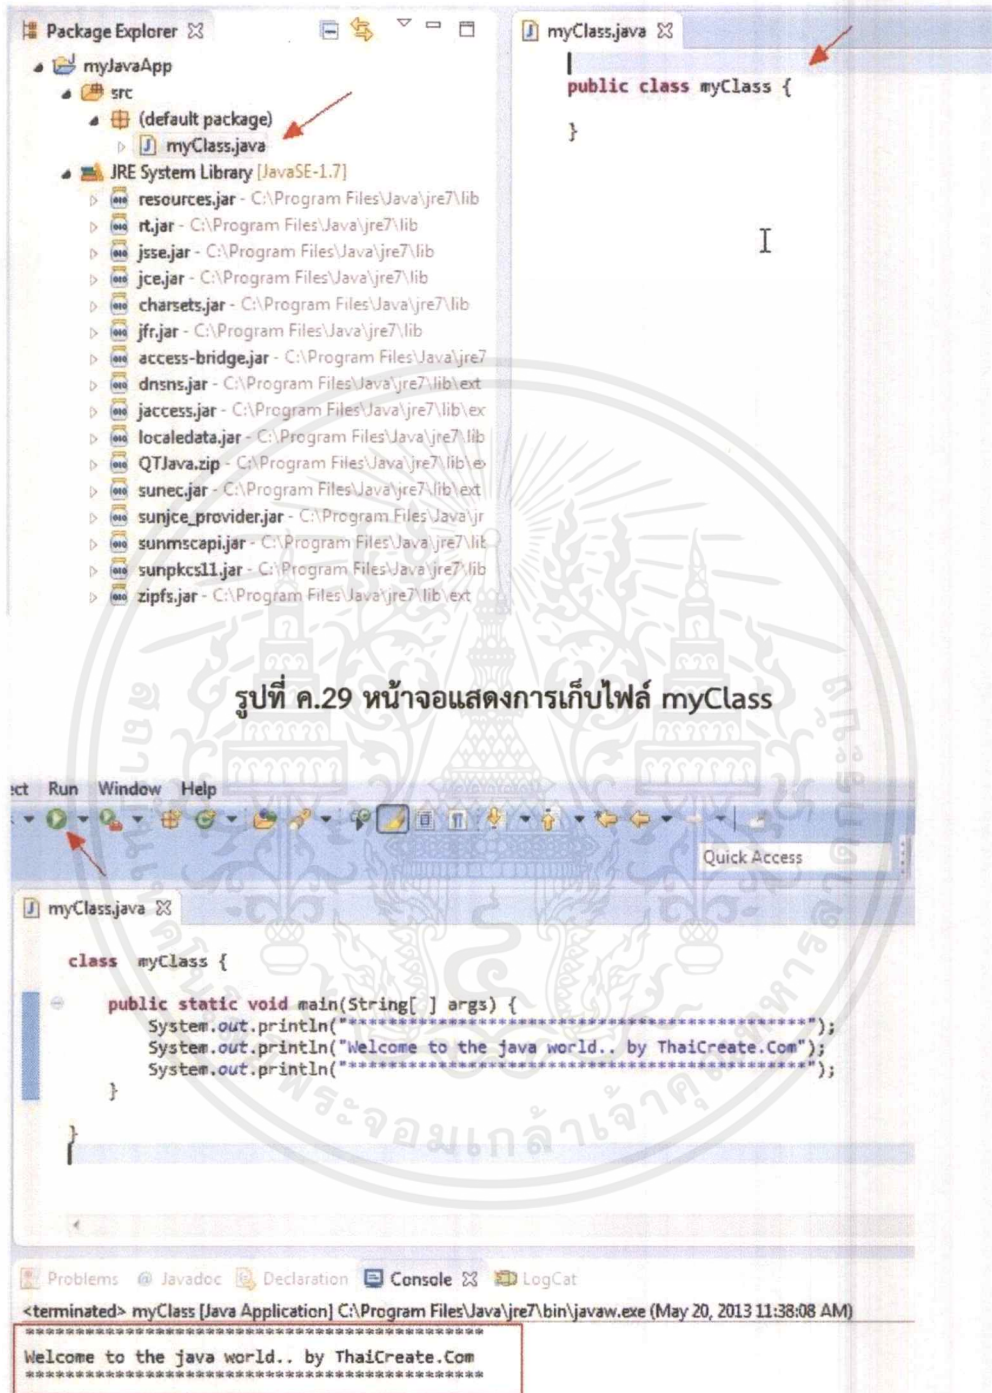 Package Explorer
myJavaApp
src
(default package)
myClass.java
JRE System Library [JavaSE-1.7]
resources.jar - C:\Program Files\Java\jre7\lib
rt.jar - C:\Program Files\Java\jre7\lib
jsse.jar - C:\Program Files\Java\jre7\lib
jce.jar - C:\Program Files\Java\jre7\lib
charsets.jar - C:\Program Files\Java\jre7\lib
jfr.jar - C:\Program Files\Java\jre7\lib
access-bridge.jar - C:\Program Files\Java\jre7
dnsns.jar - C:\Program Files\Java\jre7\lib\ext
jaccess.jar - C:\Program Files\Java\jre7\lib\ex
localedata.jar - C:\Program Files\Java\jre7\lib
QTJava.zip - C:\Program Files\Java\jre7\lib\e
sunec.jar - C:\Program Files\Java\jre7\lib\ext
sunjce_provider.jar - C:\Program Files\Java\jr
sunmscapi.jar - C:\Program Files\Java\jre7\lib
sunpkcs11.jar - C:\Program Files\Java\jre7\lib
zipfs.jar - C:\Program Files\Java\jre7\lib\ext
myClass.java
public class myClass {
}
รูปที่ ค.29 หน้าจอแสดงการเก็บไฟล์ myClass
ect Run Window Help
Quick Access
myClass.java
class myClass {
public static void main(String[ ] args) {
System.out.println("**********************************************");
System.out.println("Welcome to the java world.. by ThaiCreate.Com");
System.out.println("**********************************************");
}
}
Problems @ Javadoc Declaration Console LogCat
<terminated> myClass [Java Application] C:\Program Files\Java\jre7\bin\javaw.exe (May 20, 2013 11:38:08 AM)
**********************************************
Welcome to the java world.. by ThaiCreate.Com
**********************************************